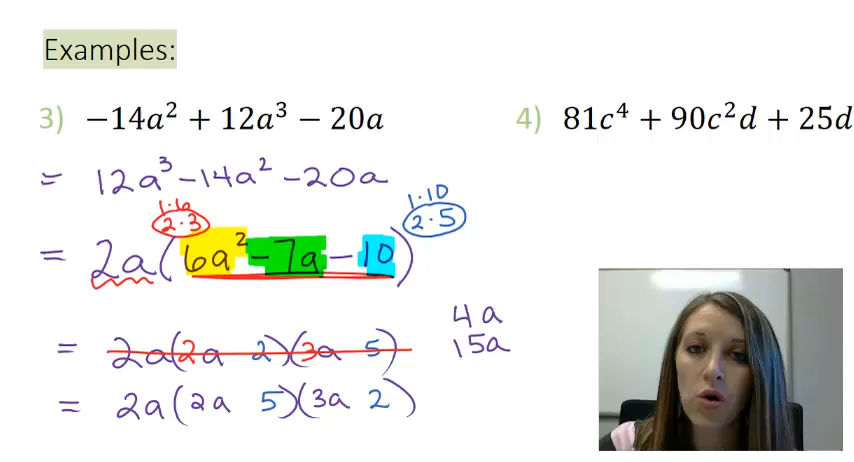 Examples:
3) −14a² + 12a³ − 20a
= 12a³ −14a² −20a
1·6
2·3
1·10
2·5
= 2a(6a² −7a −10)
= 2a(2a 2)(3a 5)
4a
15a
= 2a(2a 5)(3a 2)
4) 81c⁴ + 90c²d + 25d